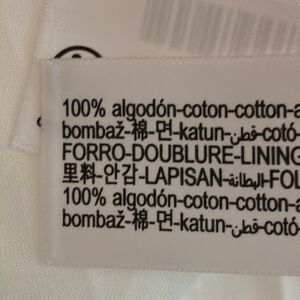 100% algodón-coton-cotton-a
bombaž-棉-면-katun-قطن-cotó-
FORRO-DOUBLURE-LINING
里料-안감-LAPISAN-البطانة-FOL
100% algodón-coton-cotton-a
bombaž-棉-면-katun-قطن-cotó-